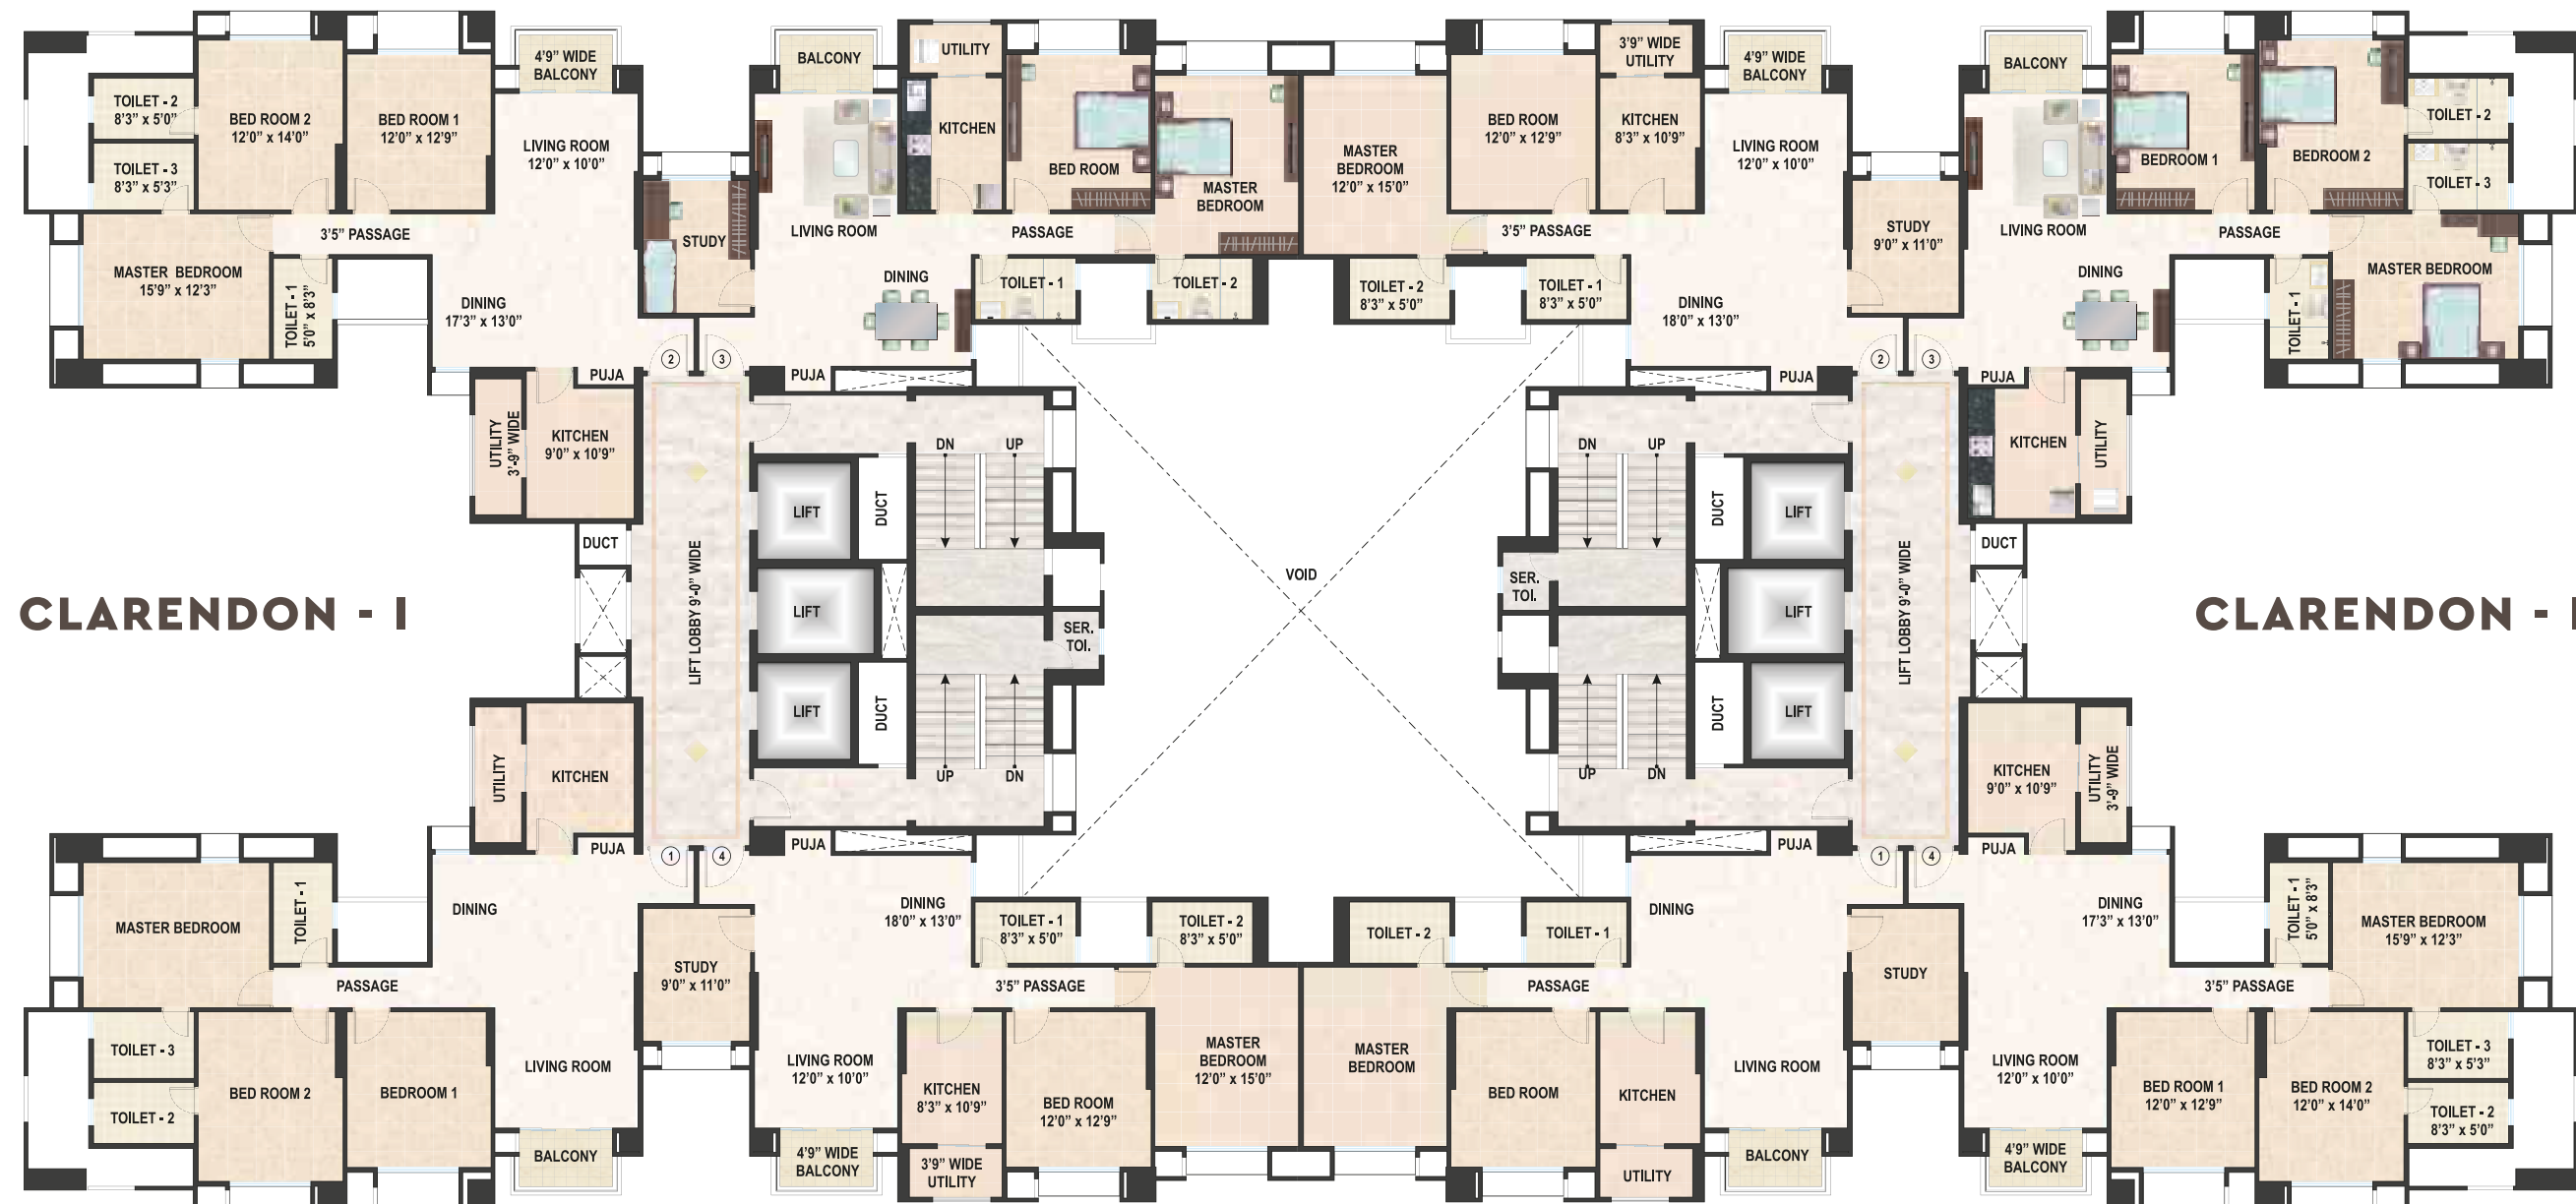 4'9" WIDE
BALCONY
TOILET - 2
8'3" x 5'0"
BED ROOM 2
12'0" x 14'0"
BED ROOM 1
12'0" x 12'9"
LIVING ROOM
12'0" x 10'0"
TOILET - 3
8'3" x 5'3"
3'5" PASSAGE
MASTER BEDROOM
15'9" x 12'3"
TOILET - 1
5'0" x 8'3"
DINING
17'3" x 13'0"
2
PUJA
UTILITY
3'-9" WIDE
KITCHEN
9'0" x 10'9"
DUCT
BALCONY
UTILITY
KITCHEN
BED ROOM
MASTER
BEDROOM
STUDY
LIVING ROOM
PASSAGE
DINING
TOILET - 1
TOILET - 2
3
PUJA
3'9" WIDE
UTILITY
4'9" WIDE
BALCONY
MASTER
BEDROOM
12'0" x 15'0"
BED ROOM
12'0" x 12'9"
KITCHEN
8'3" x 10'9"
LIVING ROOM
12'0" x 10'0"
3'5" PASSAGE
STUDY
9'0" x 11'0"
TOILET - 2
8'3" x 5'0"
TOILET - 1
8'3" x 5'0"
DINING
18'0" x 13'0"
2
PUJA
BALCONY
BEDROOM 1
BEDROOM 2
TOILET - 2
TOILET - 3
LIVING ROOM
PASSAGE
DINING
TOILET - 1
MASTER BEDROOM
3
PUJA
KITCHEN
UTILITY
DUCT
LIFT LOBBY 9'-0" WIDE
LIFT
DUCT
DN
UP
LIFT
SER.
TOI.
LIFT
DUCT
UP
DN
VOID
DN
UP
DUCT
LIFT
SER.
TOI.
LIFT
DUCT
LIFT
UP
DN
LIFT LOBBY 9'-0" WIDE
CLARENDON - I
CLARENDON - I
UTILITY
KITCHEN
PUJA
1
MASTER BEDROOM
TOILET - 1
DINING
PASSAGE
TOILET - 3
TOILET - 2
BED ROOM 2
BEDROOM 1
LIVING ROOM
BALCONY
4
PUJA
DINING
18'0" x 13'0"
TOILET - 1
8'3" x 5'0"
TOILET - 2
8'3" x 5'0"
STUDY
9'0" x 11'0"
3'5" PASSAGE
LIVING ROOM
12'0" x 10'0"
KITCHEN
8'3" x 10'9"
BED ROOM
12'0" x 12'9"
MASTER
BEDROOM
12'0" x 15'0"
4'9" WIDE
BALCONY
3'9" WIDE
UTILITY
PUJA
1
TOILET - 2
TOILET - 1
DINING
PASSAGE
STUDY
MASTER
BEDROOM
BED ROOM
KITCHEN
LIVING ROOM
UTILITY
BALCONY
KITCHEN
9'0" x 10'9"
UTILITY
3'-9" WIDE
4
PUJA
DINING
17'3" x 13'0"
TOILET - 1
5'0" x 8'3"
MASTER BEDROOM
15'9" x 12'3"
3'5" PASSAGE
LIVING ROOM
12'0" x 10'0"
BED ROOM 1
12'0" x 12'9"
BED ROOM 2
12'0" x 14'0"
TOILET - 3
8'3" x 5'3"
TOILET - 2
8'3" x 5'0"
4'9" WIDE
BALCONY